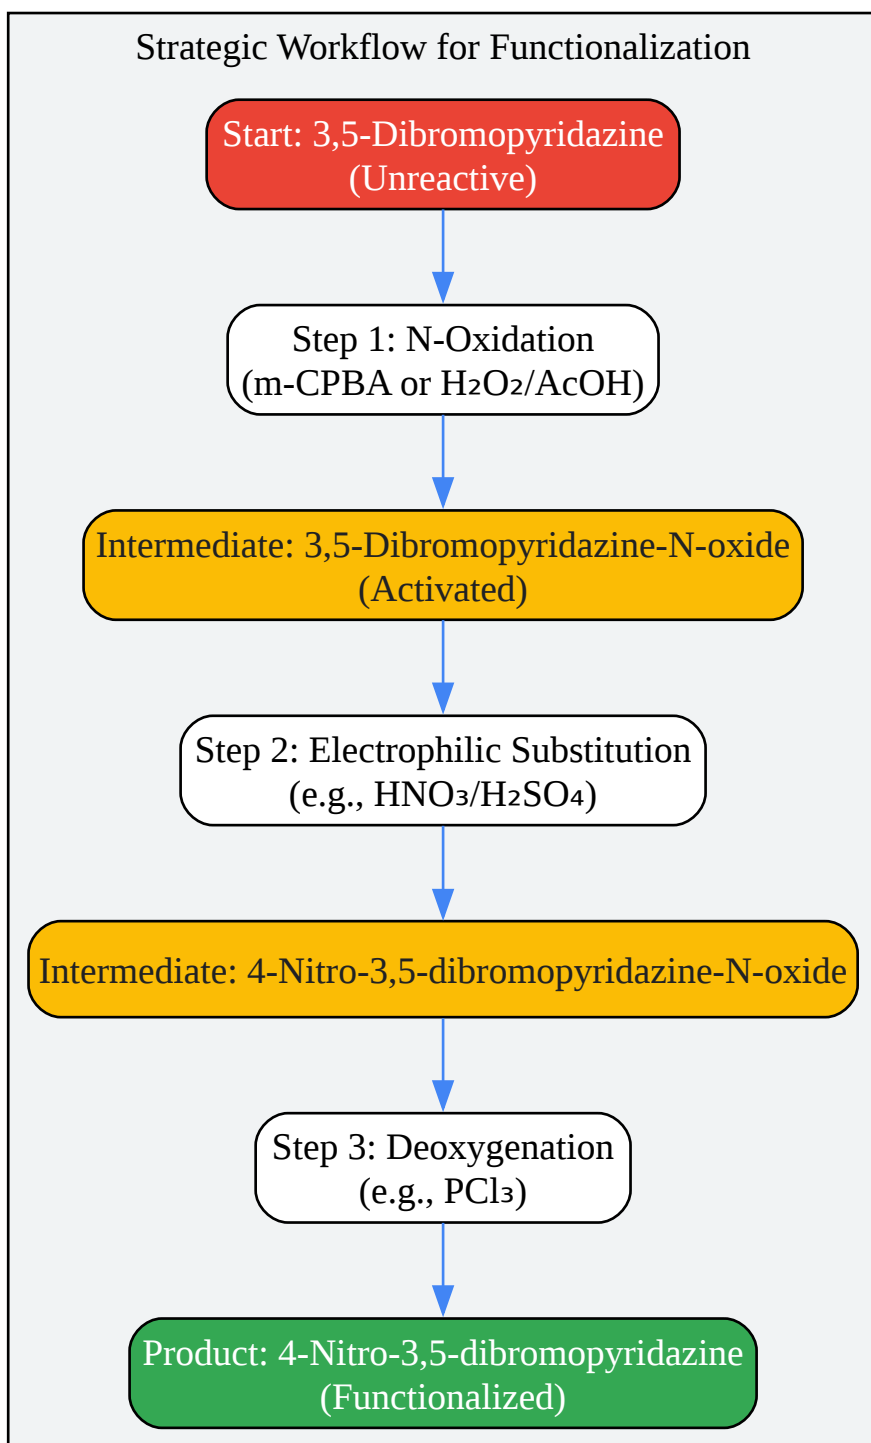 Strategic Workflow for Functionalization
Start: 3,5-Dibromopyridazine
(Unreactive)
Step 1: N-Oxidation
(m-CPBA or H₂O₂/AcOH)
Intermediate: 3,5-Dibromopyridazine-N-oxide
(Activated)
Step 2: Electrophilic Substitution
(e.g., HNO₃/H₂SO₄)
Intermediate: 4-Nitro-3,5-dibromopyridazine-N-oxide
Step 3: Deoxygenation
(e.g., PCl₃)
Product: 4-Nitro-3,5-dibromopyridazine
(Functionalized)